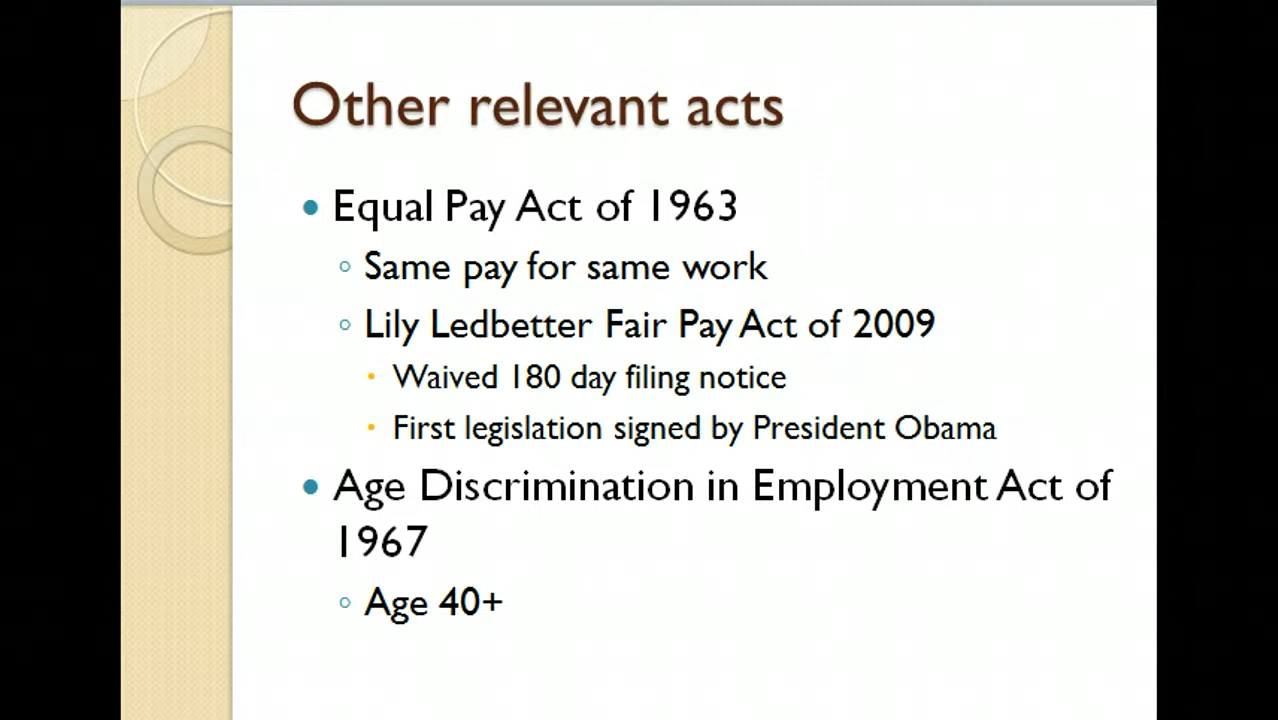 Other relevant acts
• Equal Pay Act of 1963
◦ Same pay for same work
◦ Lily Ledbetter Fair Pay Act of 2009
• Waived 180 day filing notice
• First legislation signed by President Obama
• Age Discrimination in Employment Act of
1967
◦ Age 40+